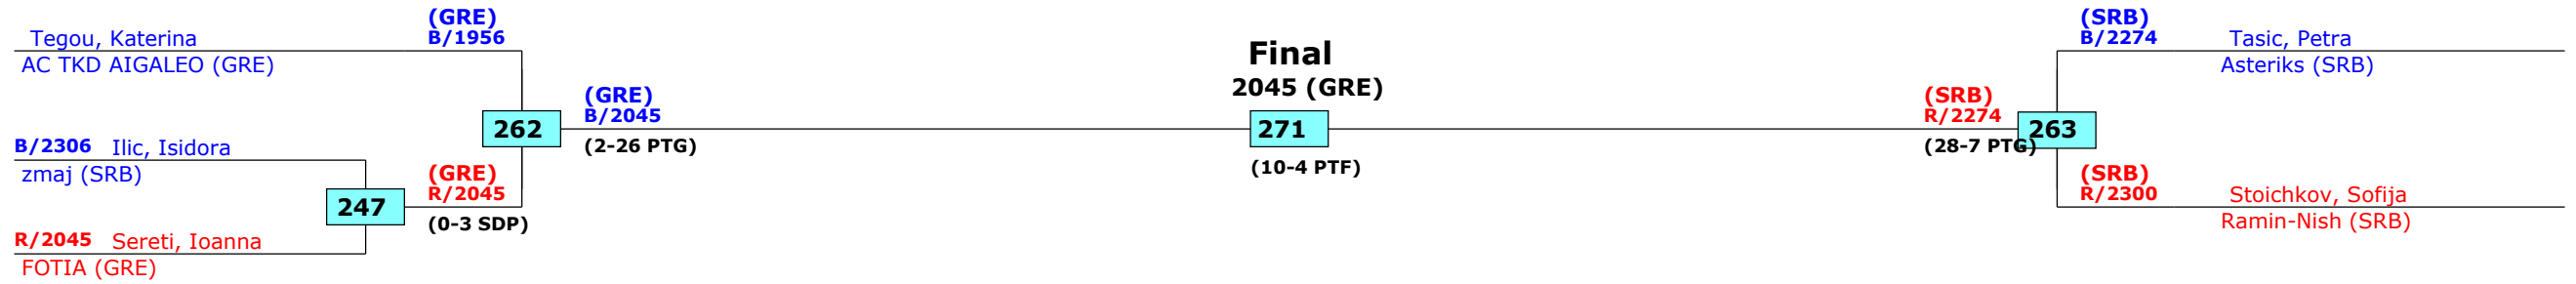 (GRE)
B/1956
Tegou, Katerina
AC TKD AIGALEO (GRE)
B/2306 Ilic, Isidora
zmaj (SRB)
R/2045 Sereti, Ioanna
FOTIA (GRE)
247
(GRE)
R/2045
(0-3 SDP)
262
(GRE)
B/2045
(2-26 PTG)
Final
2045 (GRE)
271
(10-4 PTF)
(SRB)
R/2274
(28-7 PTG)
263
(SRB)
B/2274
Tasic, Petra
Asteriks (SRB)
(SRB)
R/2300
Stoichkov, Sofija
Ramin-Nish (SRB)